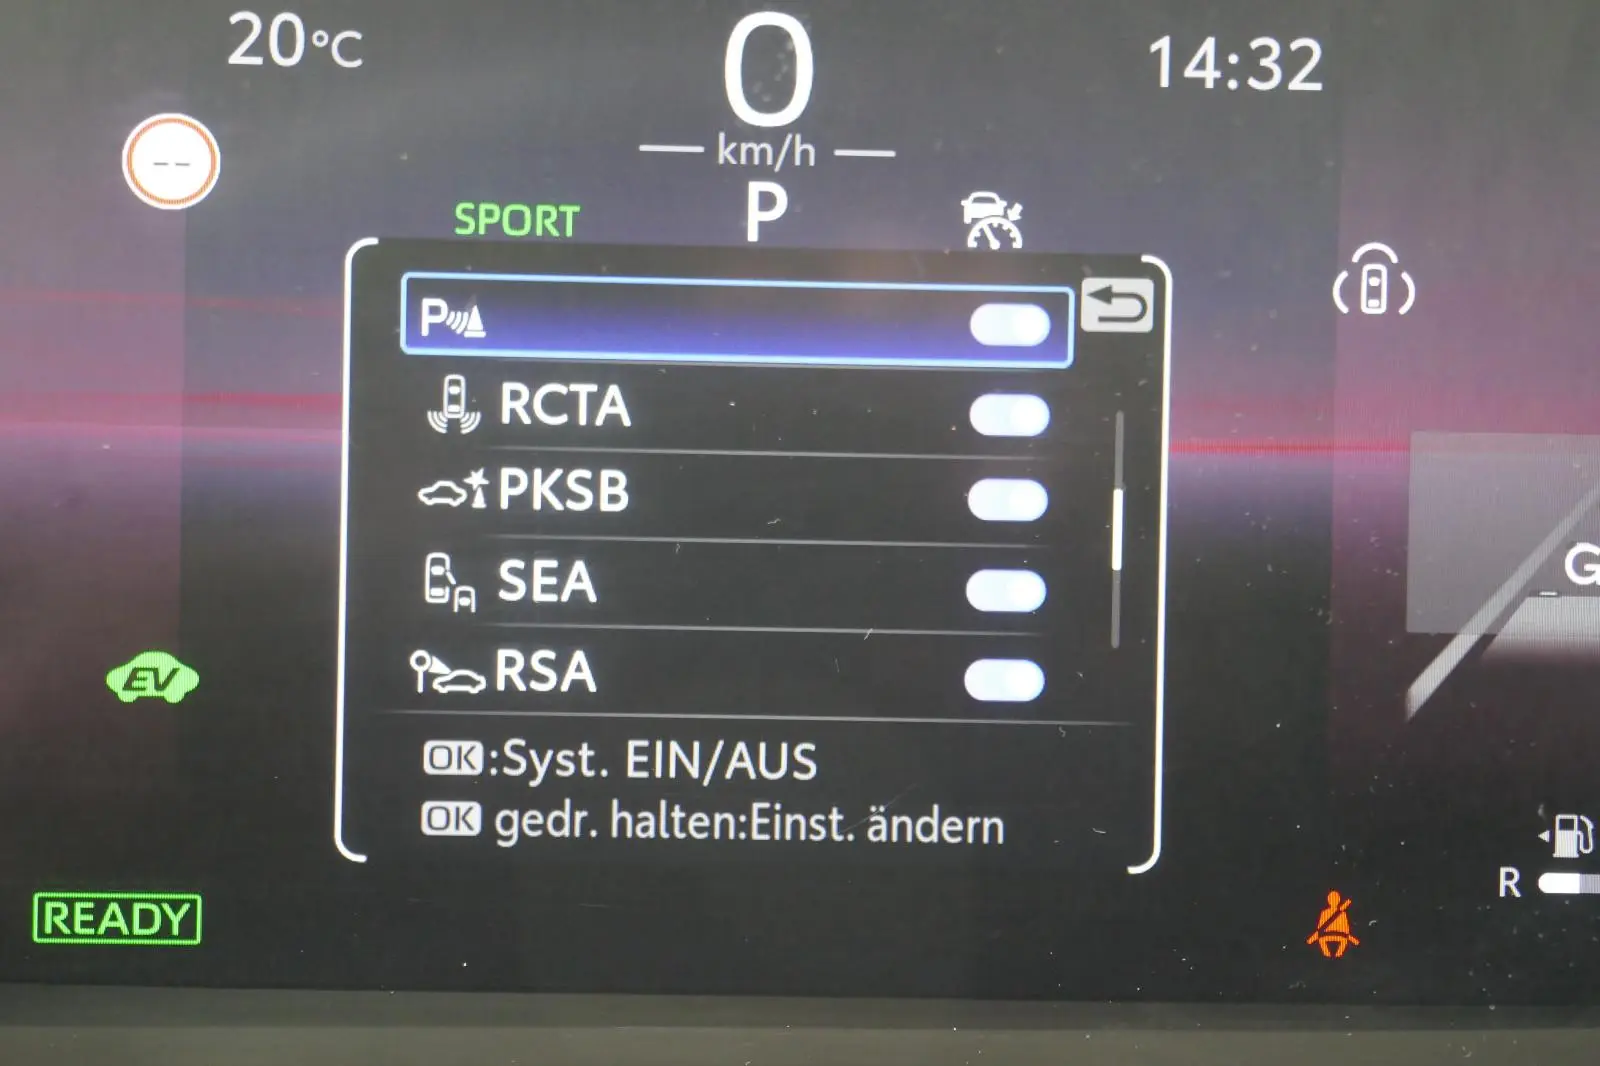 20°C
0
14:32
km/h
--
SPORT
P
P
RCTA
PKSB
SEA
RSA
EV
OK:Syst. EIN/AUS
OK gedr. halten:Einst. ändern
READY
R
G